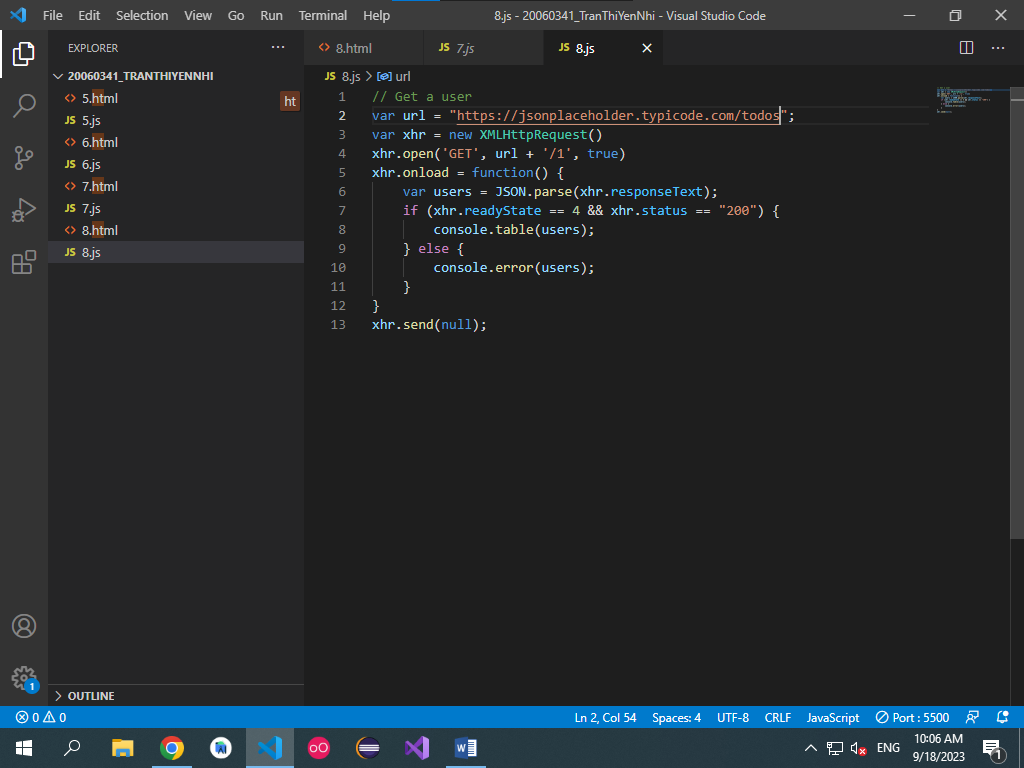 File Edit Selection View Go Run Terminal Help 8.js - 20060341_TranThiYenNhi - Visual Studio Code
EXPLORER
20060341_TRANTHIYENNHI
5.html
5.js
6.html
6.js
7.html
7.js
8.html
8.js
ht
OUTLINE
8.html JS 7.js JS 8.js
JS 8.js > url
1 // Get a user
2 var url = "https://jsonplaceholder.typicode.com/todos";
3 var xhr = new XMLHttpRequest()
4 xhr.open('GET', url + '/1', true)
5 xhr.onload = function() {
6 var users = JSON.parse(xhr.responseText);
7 if (xhr.readyState == 4 && xhr.status == "200") {
8 console.table(users);
9 } else {
10 console.error(users);
11 }
12 }
13 xhr.send(null);
1
0 0 Ln 2, Col 54 Spaces: 4 UTF-8 CRLF JavaScript Port : 5500
ENG 10:06 AM
9/18/2023
1